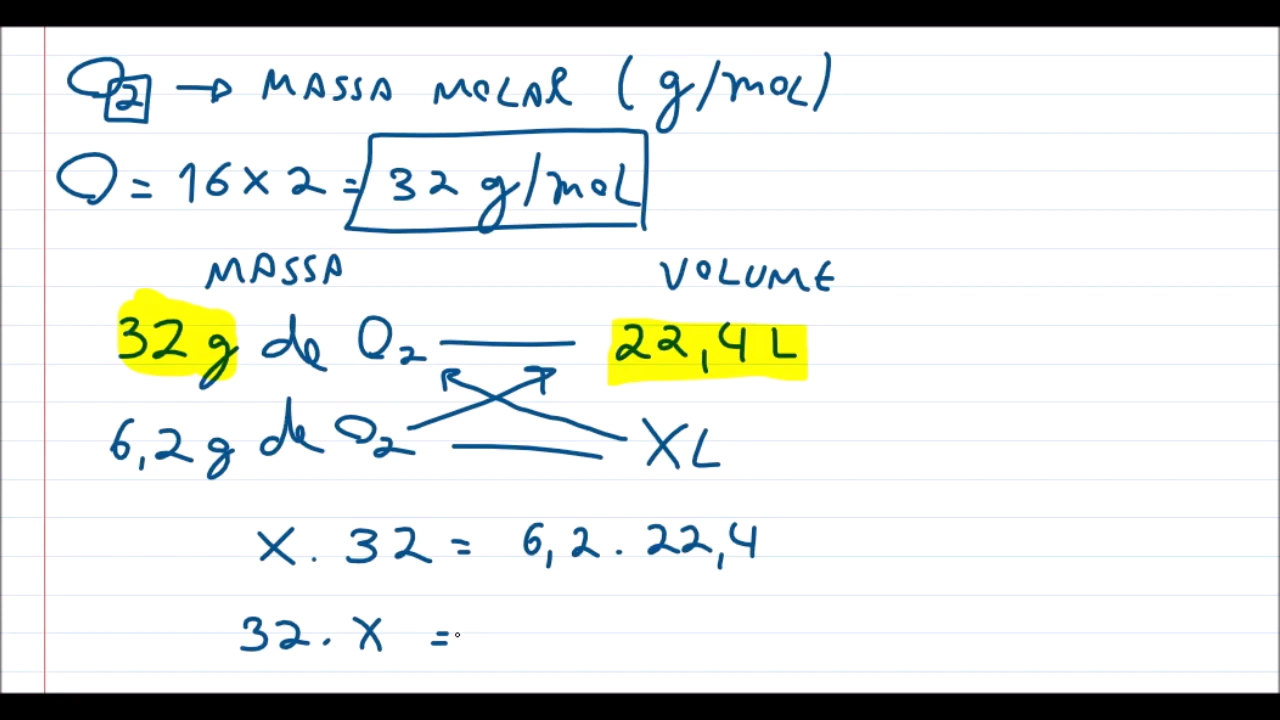 O2 → MASSA MOLAR (g/moL)
O = 16 x 2 = 32 g/moL
MASSA VOLUME
32 g de O2 22,4 L
6,2 g de O2 XL
X . 32 = 6,2 . 22,4
32 . X =